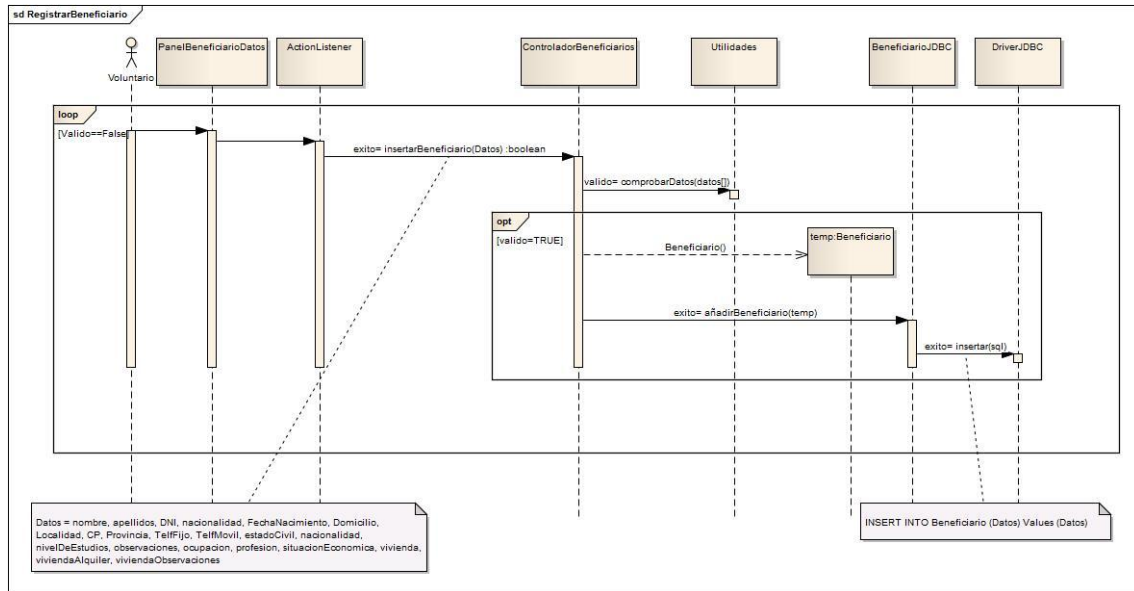 sd RegistrarBeneficiario
Voluntario
PanelBeneficiarioDatos
ActionListener
ControladorBeneficiarios
Utilidades
BeneficiarioJDBC
DriverJDBC
loop
[Valido==False]
exito= insertarBeneficiario(Datos) :boolean
valido= comprobarDatos(datos[])
opt
[valido=TRUE]
Beneficiario()
temp:Beneficiario
exito= añadirBeneficiario(temp)
exito= insertar(sql)
Datos = nombre, apellidos, DNI, nacionalidad, FechaNacimiento, Domicilio,
Localidad, CP, Provincia, TelfFijo, TelfMovil, estadoCivil, nacionalidad,
nivelDeEstudios, observaciones, ocupacion, profesion, situacionEconomica, vivienda,
viviendaAlquiler, viviendaObservaciones
INSERT INTO Beneficiario (Datos) Values (Datos)